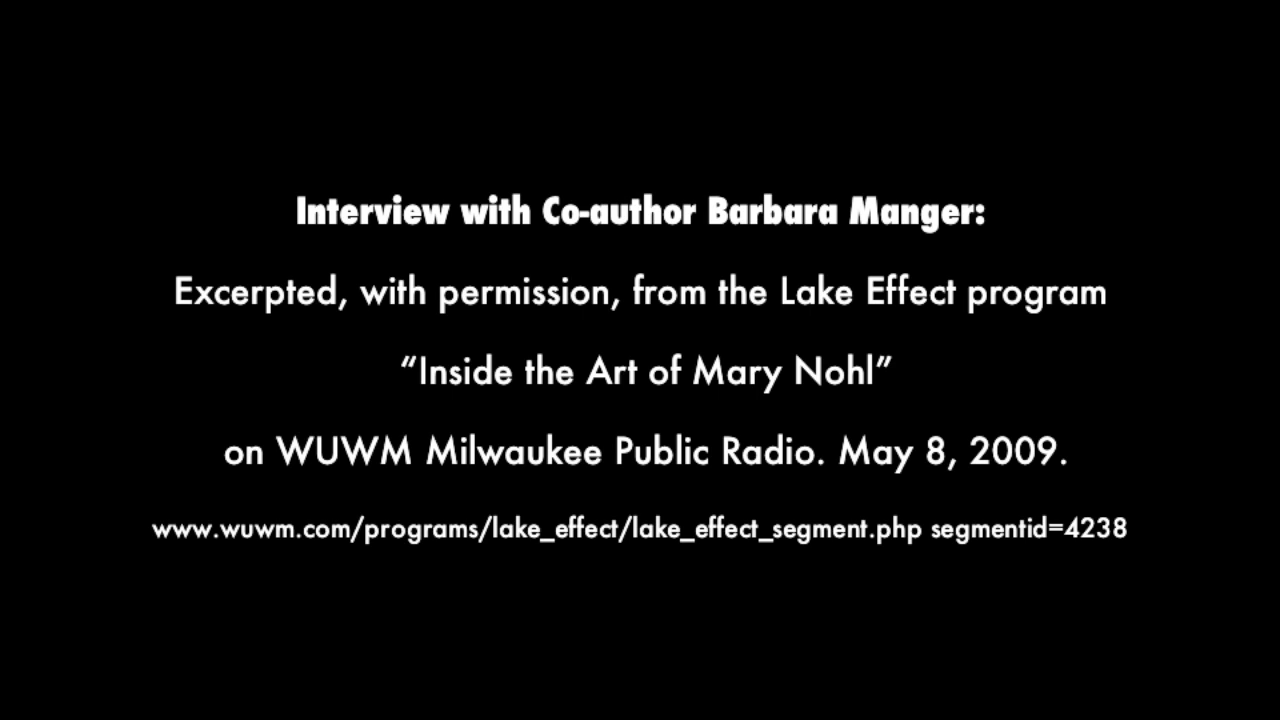 Interview with Co-author Barbara Manger:
Excerpted, with permission, from the Lake Effect program
“Inside the Art of Mary Nohl”
on WUWM Milwaukee Public Radio. May 8, 2009.
www.wuwm.com/programs/lake_effect/lake_effect_segment.php segmentid=4238